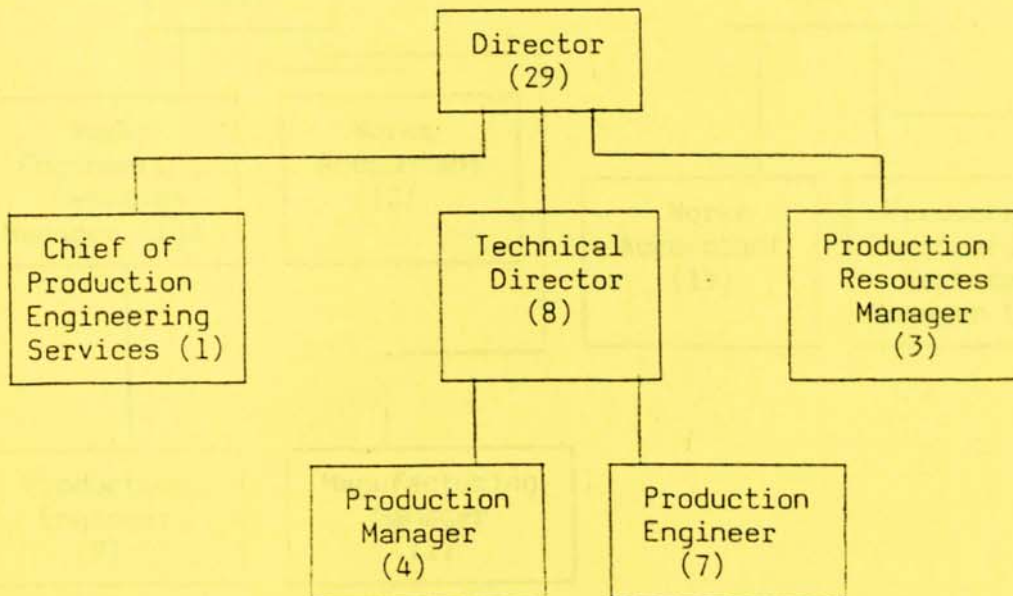 Director
(29)
Chief of
Production
Engineering
Services (1)
Technical
Director
(8)
Production
Resources
Manager
(3)
Production
Manager
(4)
Production
Engineer
(7)